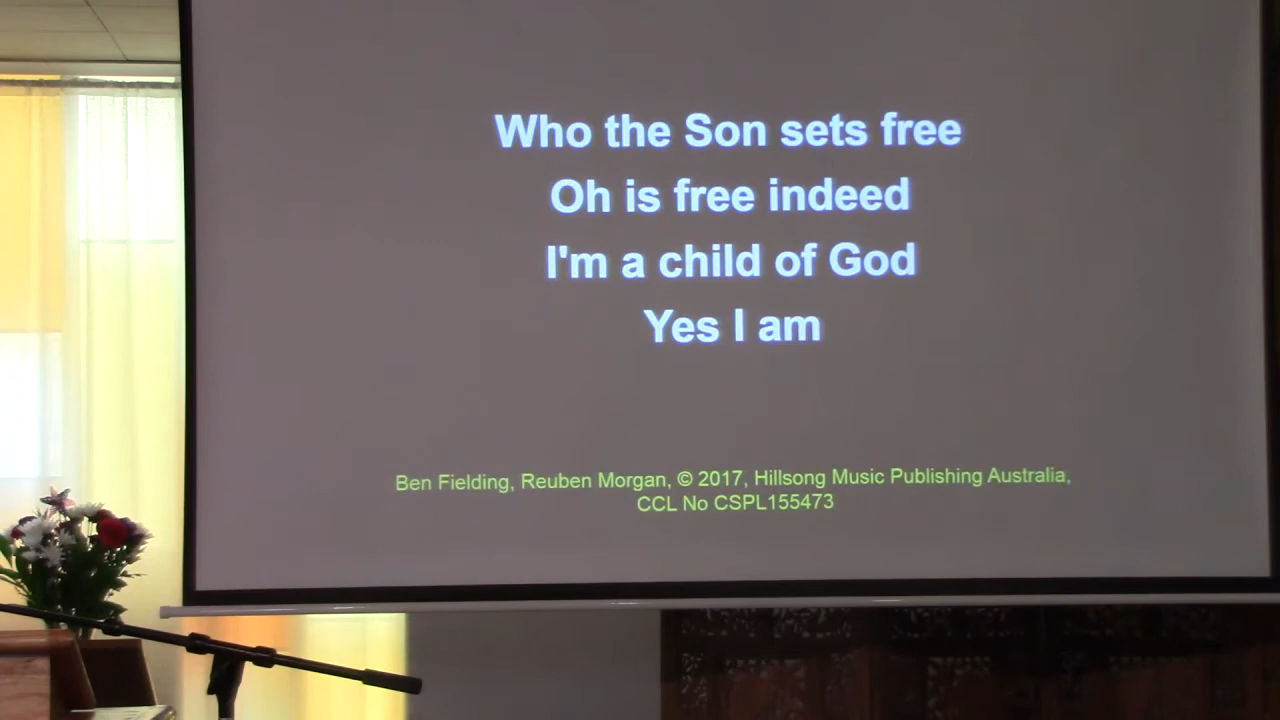 Who the Son sets free
Oh is free indeed
I'm a child of God
Yes I am
Ben Fielding, Reuben Morgan, © 2017, Hillsong Music Publishing Australia,
CCL No CSPL155473